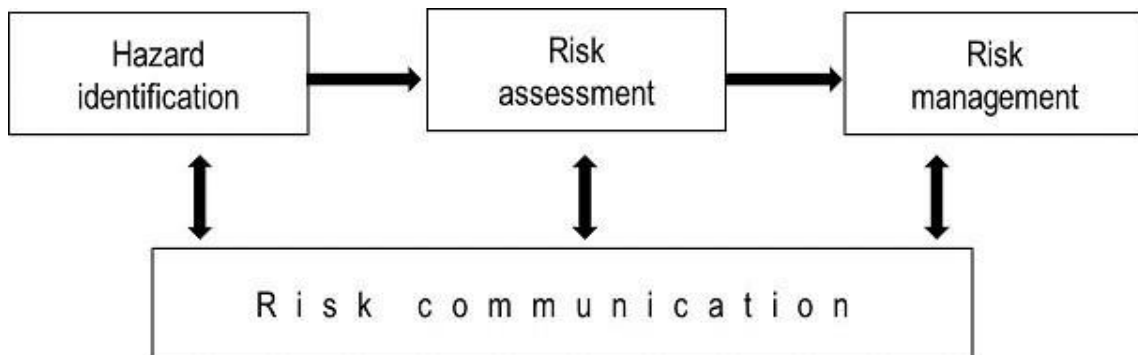 Hazard
identification
Risk
assessment
Risk
management
Risk communication